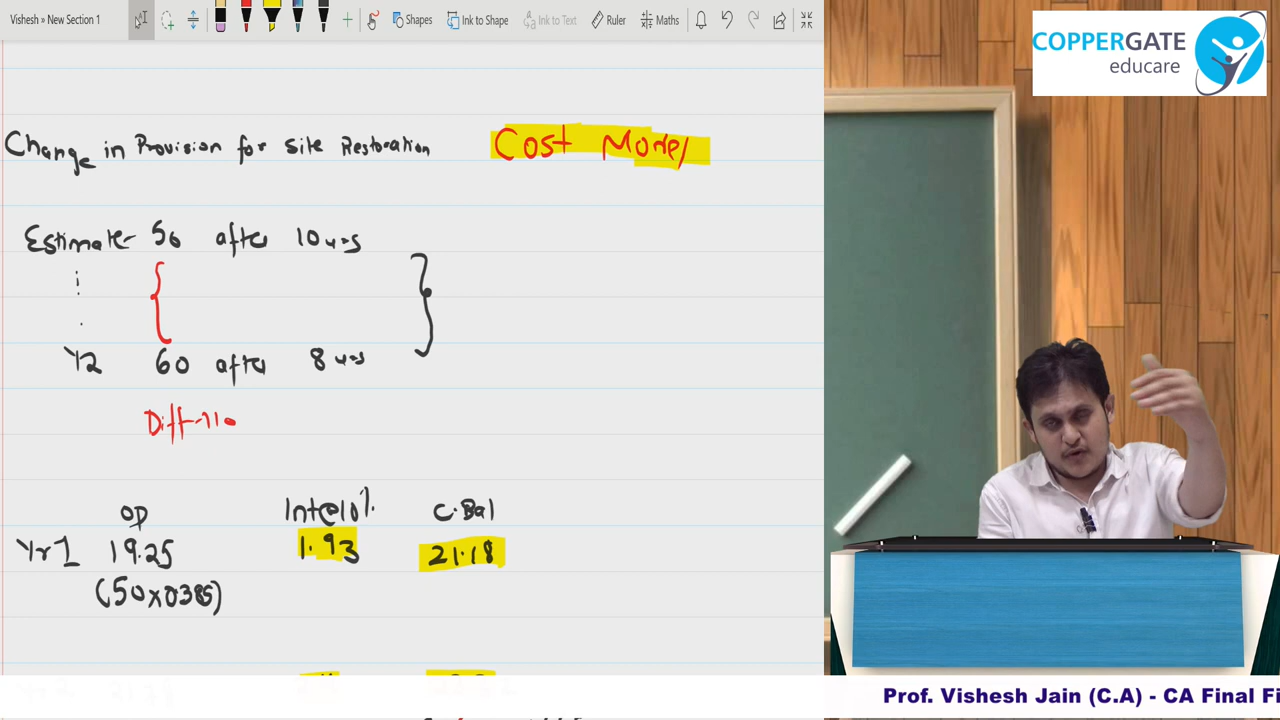 Vishesh » New Section 1
Shapes
Ink to Shape
Ink to Text
Ruler
Maths
COPPERGATE
educare
Change in Provision for Site Restoration
Cost Model
Estimate - 50 after 10 yrs
Y2 60 after 8 yrs
Diff - 10
OP Int@10% C.Bal
Yr 1 19.25 1.93 21.18
(50x0.385)
Prof. Vishesh Jain (C.A) - CA Final Fi